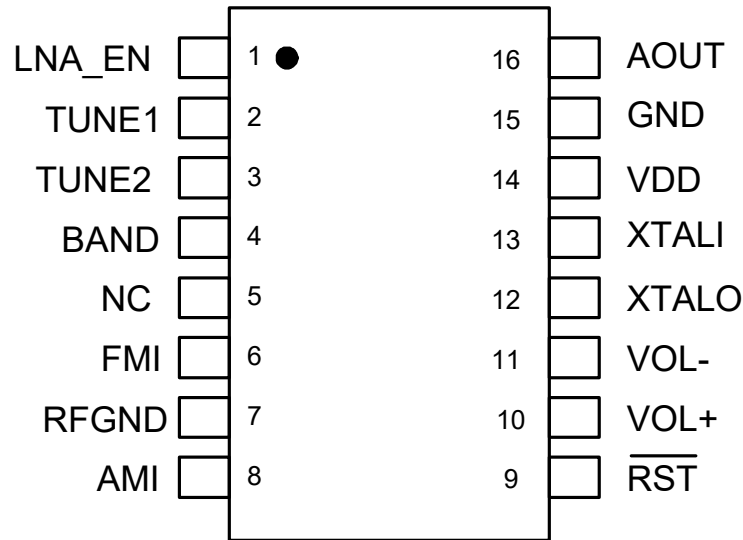 LNA_EN 1 16 AOUT
TUNE1 2 15 GND
TUNE2 3 14 VDD
BAND 4 13 XTALI
NC 5 12 XTALO
FMI 6 11 VOL-
RFGND 7 10 VOL+
AMI 8 9 R̅S̅T̅